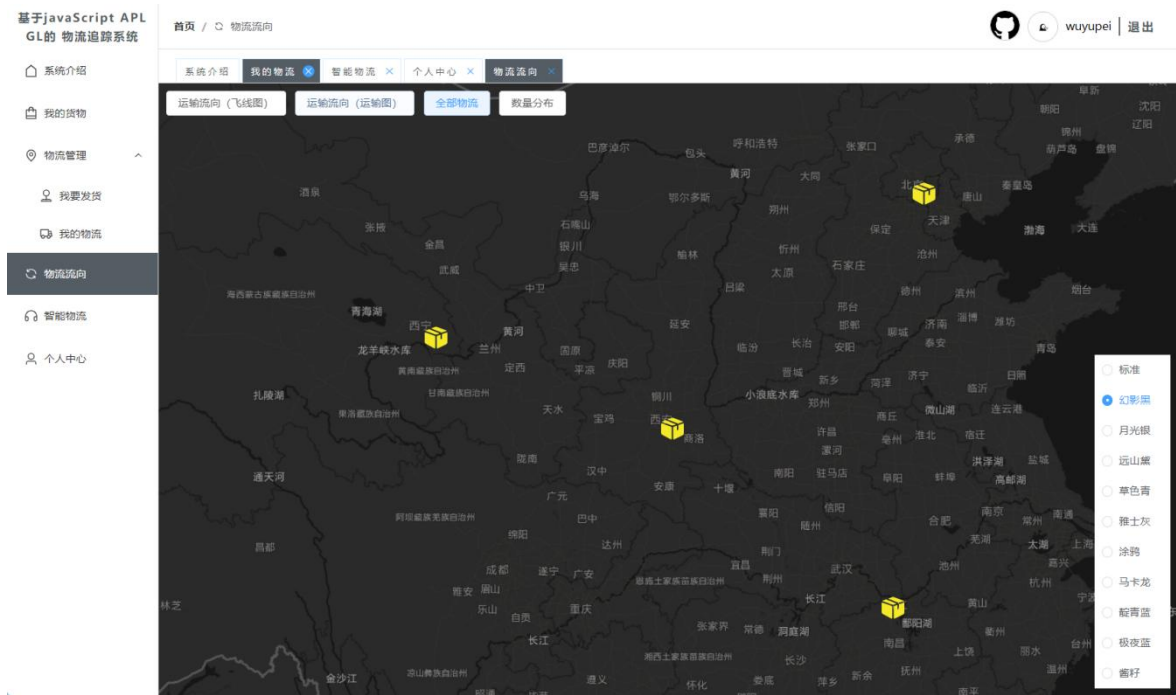 基于javaScript APL
GL的 物流追踪系统
首页 / 物流流向
wuyupei | 退出
系统介绍
我的货物
物流管理
我要发货
我的物流
物流流向
智能物流
个人中心
系统介绍 我的物流 × 智能物流 × 个人中心 × 物流流向 ×
运输流向（飞线图） 运输流向（运输图） 全部物流 数量分布
阜新
朝阳 沈阳
辽阳
承德 锦州
呼和浩特 张家口 葫芦岛 盘锦
巴彦淖尔 包头
黄河 大同
北京 秦皇岛
酒泉 乌海 鄂尔多斯 唐山
朔州
张掖 石嘴山 保定 天津 渤海 大连
金昌 银川 榆林 忻州 沧州
武威 吴忠 太原 石家庄
海西蒙古族藏族自治州 中卫 吕梁 德州 滨州 烟台
青海湖 邢台
西宁 黄河 延安 邯郸 聊城 济南 淄博 潍坊
龙羊峡水库 兰州 固原 临汾 长治 安阳 泰安 青岛
黄南藏族自治州 定西 平凉 庆阳 晋城 新乡 菏泽 济宁 日照
扎陵湖 甘南藏族自治州 铜川 小浪底水库 郑州 临沂
果洛藏族自治州 天水 宝鸡 西安 商丘 微山湖 连云港
商洛 许昌 亳州 淮北 宿迁
漯河
通天河 陇南 汉中 南阳 驻马店 阜阳 蚌埠 洪泽湖 盐城
高邮湖
广元 安康 十堰
阿坝藏族羌族自治州 巴中 襄阳 信阳 南京 南通
绵阳 随州 合肥 常州
昌都 达州 荆门 芜湖 太湖 上海
成都 遂宁 广安 宜昌 武汉 池州 嘉兴
恩施土家族苗族自治州 荆州 杭州
雅安 眉山 长江 宁波
林芝 乐山 自贡 重庆 黄山
长江 张家界 常德 洞庭湖 鄱阳湖 衢州
南昌 台州
湘西土家族苗族自治州 长沙 上饶 丽水
金沙江 凉山彝族自治州 遵义 怀化 娄底 萍乡 新余 抚州 温州
昭通 南平
标准
幻影黑
月光银
远山黛
草色青
雅士灰
涂鸦
马卡龙
靛青蓝
极夜蓝
酱籽